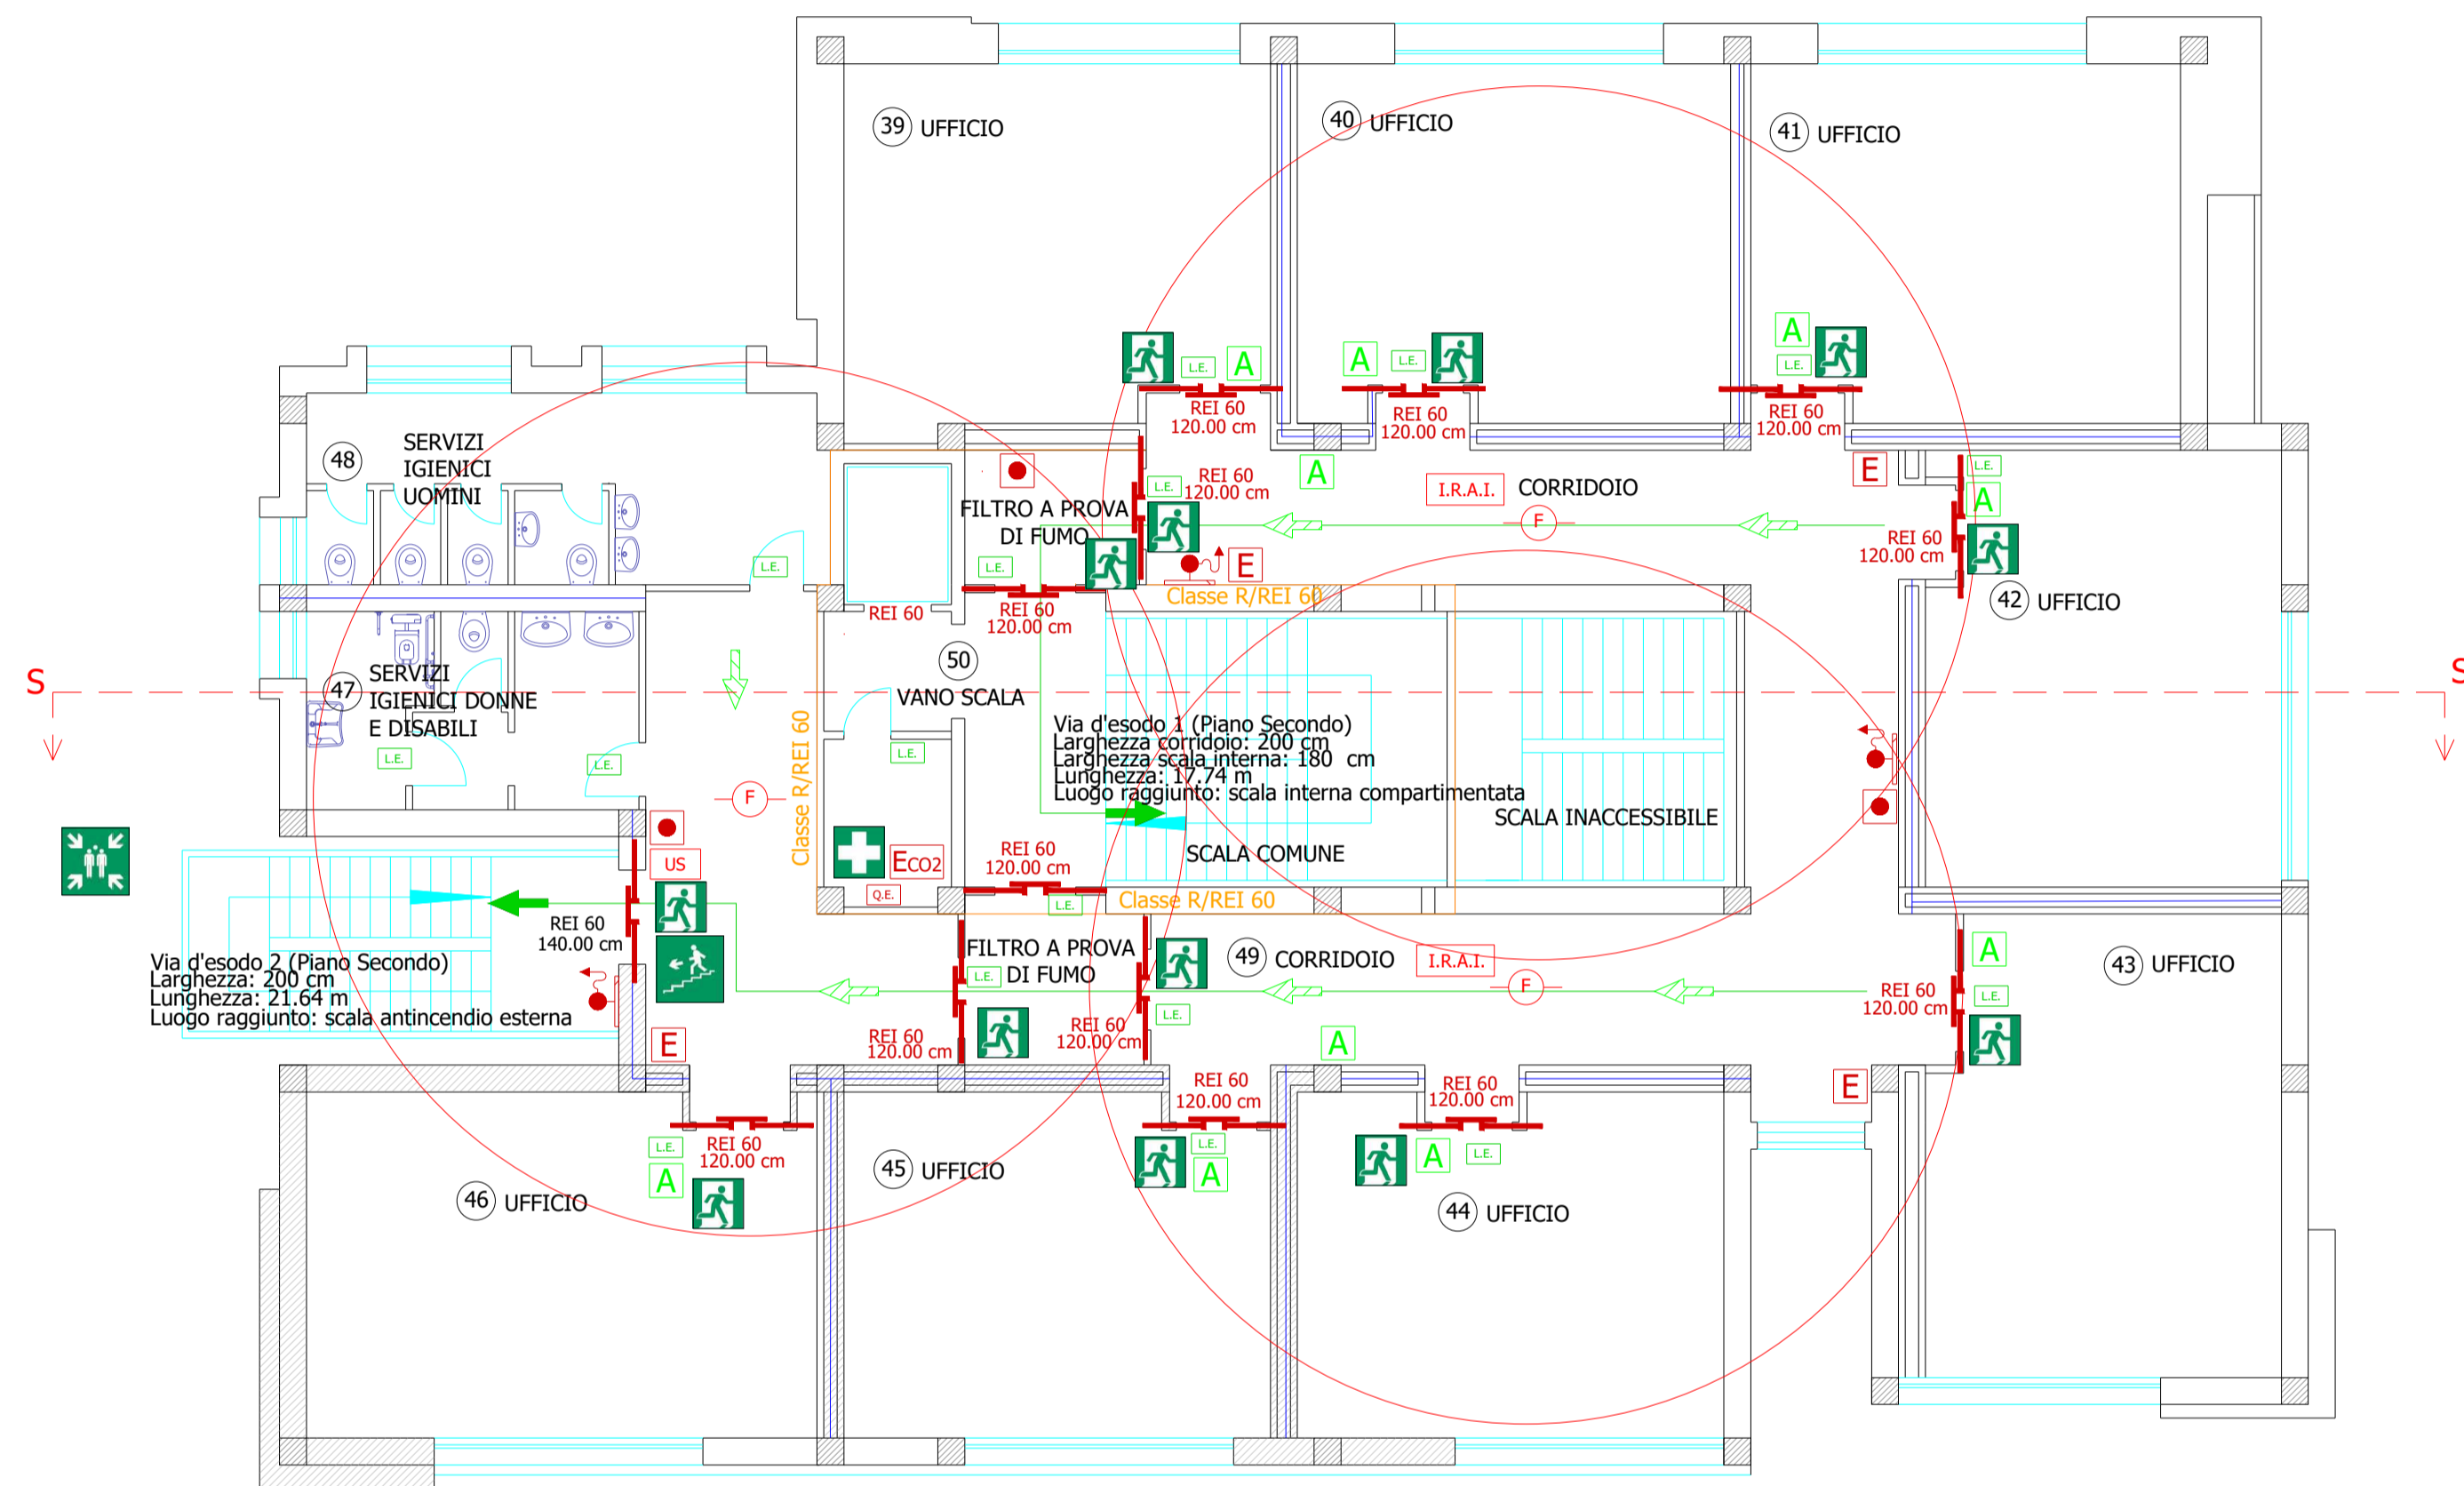 39 UFFICIO
40 UFFICIO
41 UFFICIO
A
L.E.
L.E.
A
A
L.E.
A
L.E.
REI 60
120.00 cm
REI 60
120.00 cm
REI 60
120.00 cm
48
SERVIZI
IGIENICI
UOMINI
FILTRO A PROVA
DI FUMO
L.E.
REI 60
120.00 cm
A
I.R.A.I.
CORRIDOIO
F
E
L.E.
A
REI 60
120.00 cm
L.E.
L.E.
E
REI 60
REI 60
120.00 cm
Classe R/REI 60
42 UFFICIO
S
S
47
SERVIZI
IGIENICI DONNE
E DISABILI
50
VANO SCALA
L.E.
L.E.
L.E.
F
Classe R/REI 60
Via d'esodo 1 (Piano Secondo)
Larghezza corridoio: 200 cm
Larghezza scala interna: 180 cm
Lunghezza: 17.74 m
Luogo raggiunto: scala interna compartimentata
SCALA INACCESSIBILE
SCALA COMUNE
US
ECO2
Q.E.
REI 60
120.00 cm
L.E.
Classe R/REI 60
REI 60
140.00 cm
Via d'esodo 2 (Piano Secondo)
Larghezza: 200 cm
Lunghezza: 21.64 m
Luogo raggiunto: scala antincendio esterna
FILTRO A PROVA
DI FUMO
L.E.
49 CORRIDOIO
I.R.A.I.
F
A
43 UFFICIO
L.E.
REI 60
120.00 cm
L.E.
E
REI 60
120.00 cm
REI 60
120.00 cm
A
E
REI 60
120.00 cm
REI 60
120.00 cm
L.E.
REI 60
120.00 cm
A
L.E.
A
A
L.E.
46 UFFICIO
45 UFFICIO
44 UFFICIO